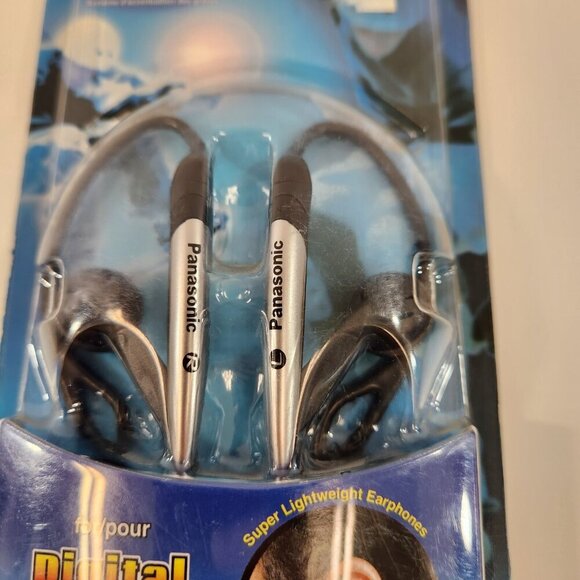 Panasonic R
Panasonic L
for/pour
Super Lightweight Earphones
Digital